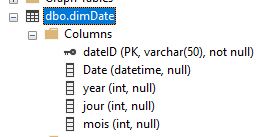 Graph Tables
dbo.dimDate
Columns
dateID (PK, varchar(50), not null)
Date (datetime, null)
year (int, null)
jour (int, null)
mois (int, null)